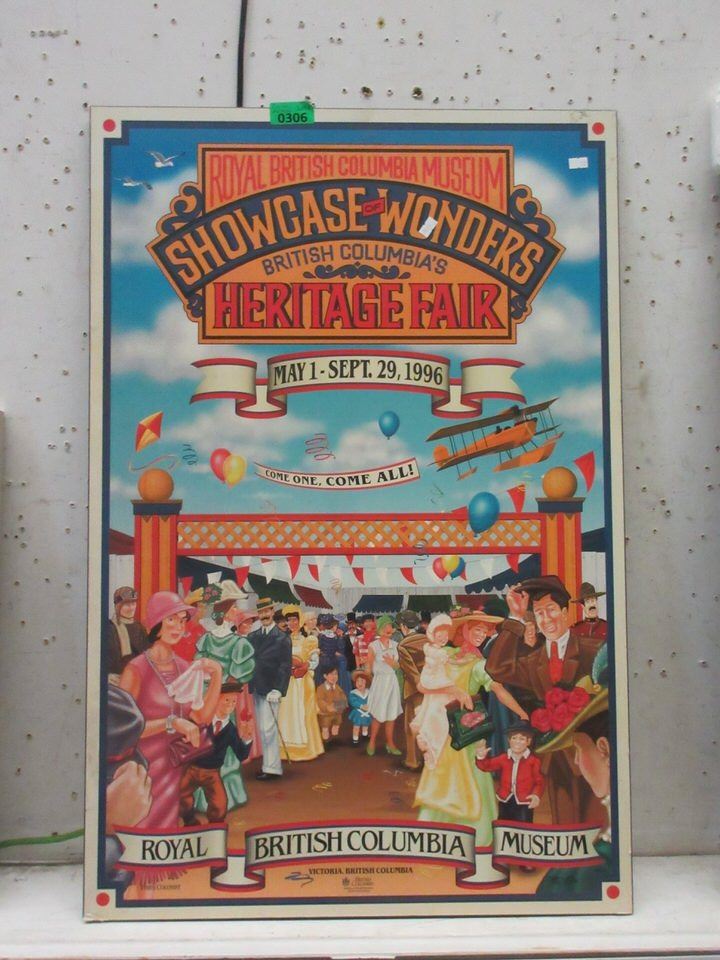 0306
ROYAL BRITISH COLUMBIA MUSEUM
SHOWCASE OF WONDERS
BRITISH COLUMBIA'S
HERITAGE FAIR
MAY 1 - SEPT. 29, 1996
COME ONE, COME ALL!
ROYAL BRITISH COLUMBIA MUSEUM
VICTORIA, BRITISH COLUMBIA